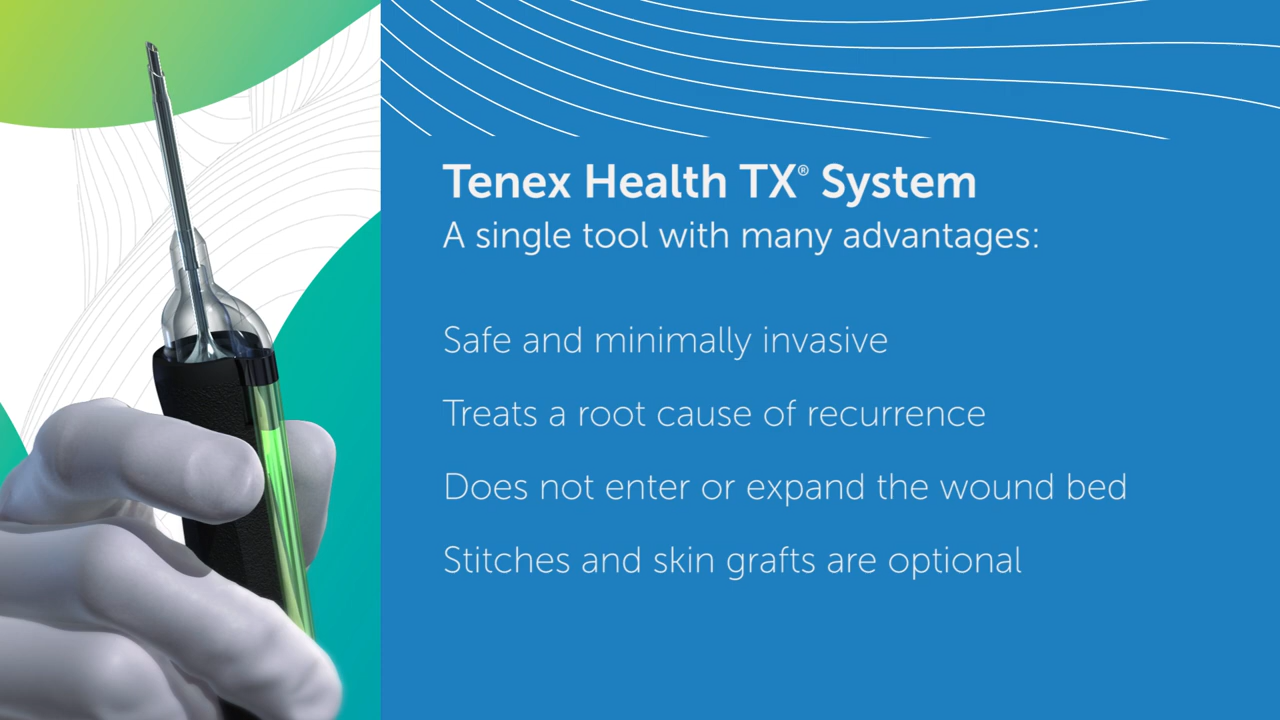 Tenex Health TX® System
A single tool with many advantages:
Safe and minimally invasive
Treats a root cause of recurrence
Does not enter or expand the wound bed
Stitches and skin grafts are optional